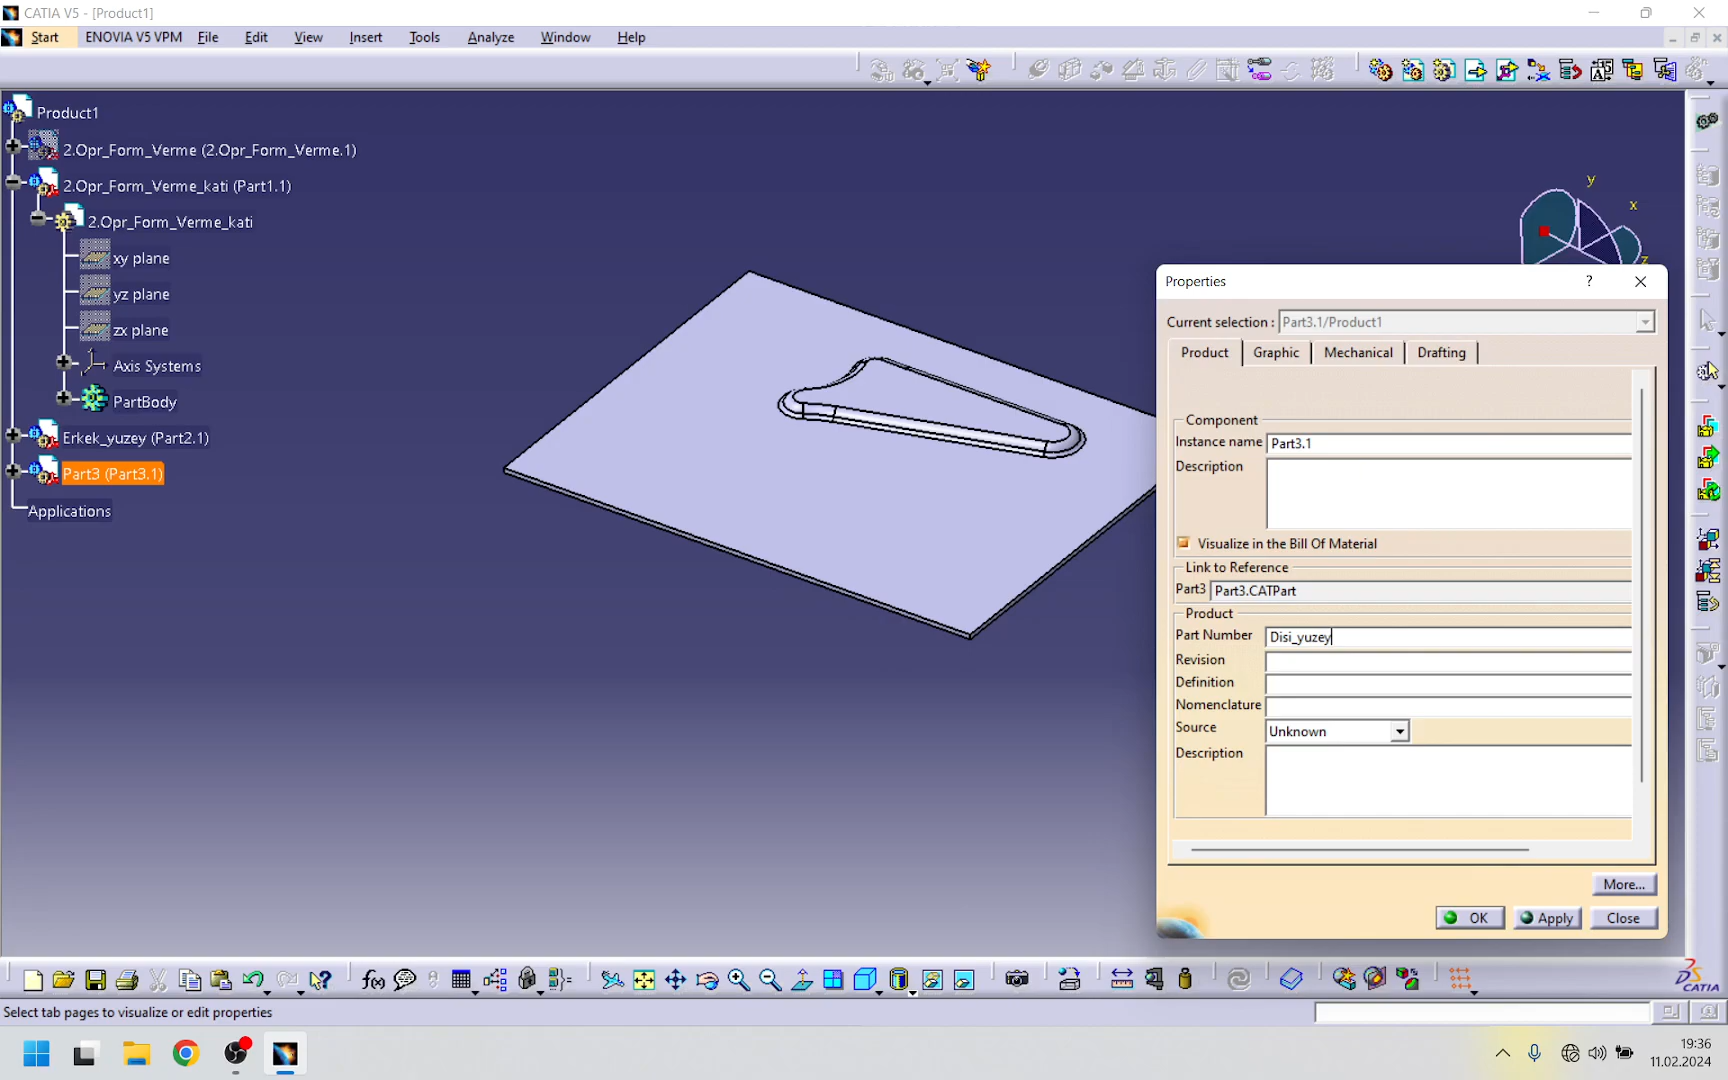 CATIA V5 - [Product1]
Start ENOVIA V5 VPM File Edit View Insert Tools Analyze Window Help
Product1
2.Opr_Form_Verme (2.Opr_Form_Verme.1)
2.Opr_Form_Verme_kati (Part1.1)
2.Opr_Form_Verme_kati
xy plane
yz plane
zx plane
Axis Systems
PartBody
Erkek_yuzey (Part2.1)
Part3 (Part3.1)
Applications
y
x
z
Properties
?
Current selection : Part3.1/Product1
Product Graphic Mechanical Drafting
Component
Instance name Part3.1
Description
Visualize in the Bill Of Material
Link to Reference
Part3 Part3.CATPart
Product
Part Number Disi_yuzey
Revision
Definition
Nomenclature
Source Unknown
Description
More...
OK Apply Close
f(x)
CATIA
Select tab pages to visualize or edit properties
19:36
11.02.2024